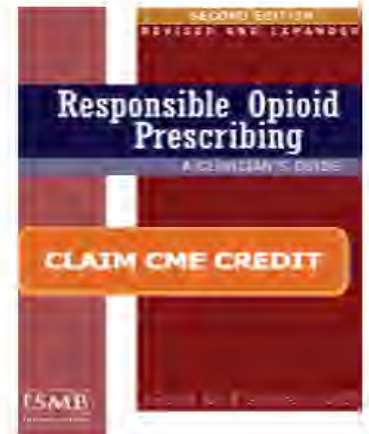 SECOND EDITION
REVISED AND EXPANDED
Responsible Opioid
Prescribing
A CLINICIAN'S GUIDE
CLAIM CME CREDIT
FSMB